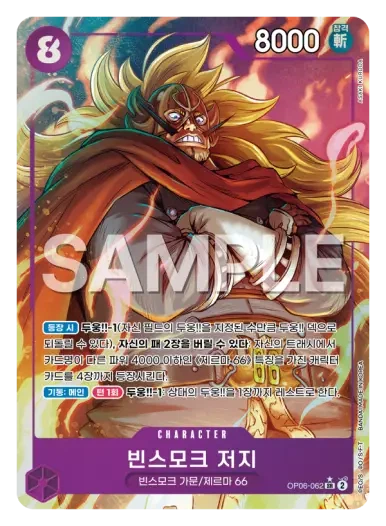 8
8000
참격
斬
SAMPLE
등장 시 두웅!!-1(자신 필드의 두웅!!을 지정된 수만큼 두웅!! 덱으로
되돌릴 수 있다), 자신의 패 2장을 버릴 수 있다: 자신의 트래시에서
카드명이 다른 파워 4000 이하인 《제르마 66》 특징을 가진 캐릭터
카드를 4장까지 등장시킨다.
기동: 메인 턴 1회 두웅!!-1: 상대의 두웅!!을 1장까지 레스트로 한다.
CHARACTER
빈스모크 저지
빈스모크 가문/제르마 66
OP06-062 SR 2